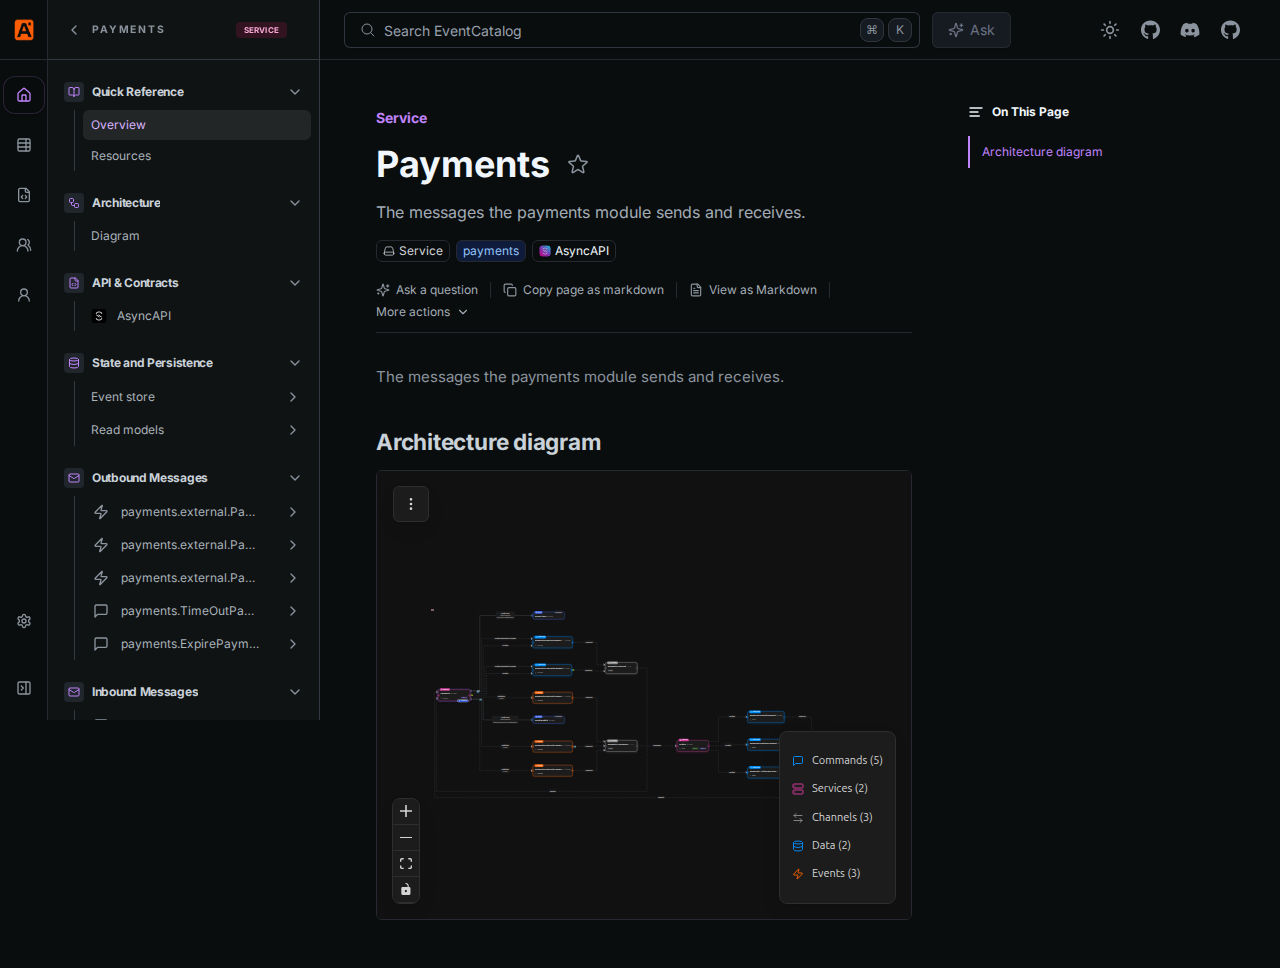 PAYMENTS
SERVICE
Search EventCatalog
⌘
K
Ask
Quick Reference
Overview
Resources
Architecture
Diagram
API & Contracts
AsyncAPI
State and Persistence
Event store
Read models
Outbound Messages
payments.external.Pa...
payments.external.Pa...
payments.external.Pa...
payments.TimeOutPa...
payments.ExpirePaym...
Inbound Messages
Service
Payments
The messages the payments module sends and receives.
Service
payments
AsyncAPI
Ask a question
Copy page as markdown
View as Markdown
More actions
The messages the payments module sends and receives.
Architecture diagram
Commands (5)
Services (2)
Channels (3)
Data (2)
Events (3)
On This Page
Architecture diagram